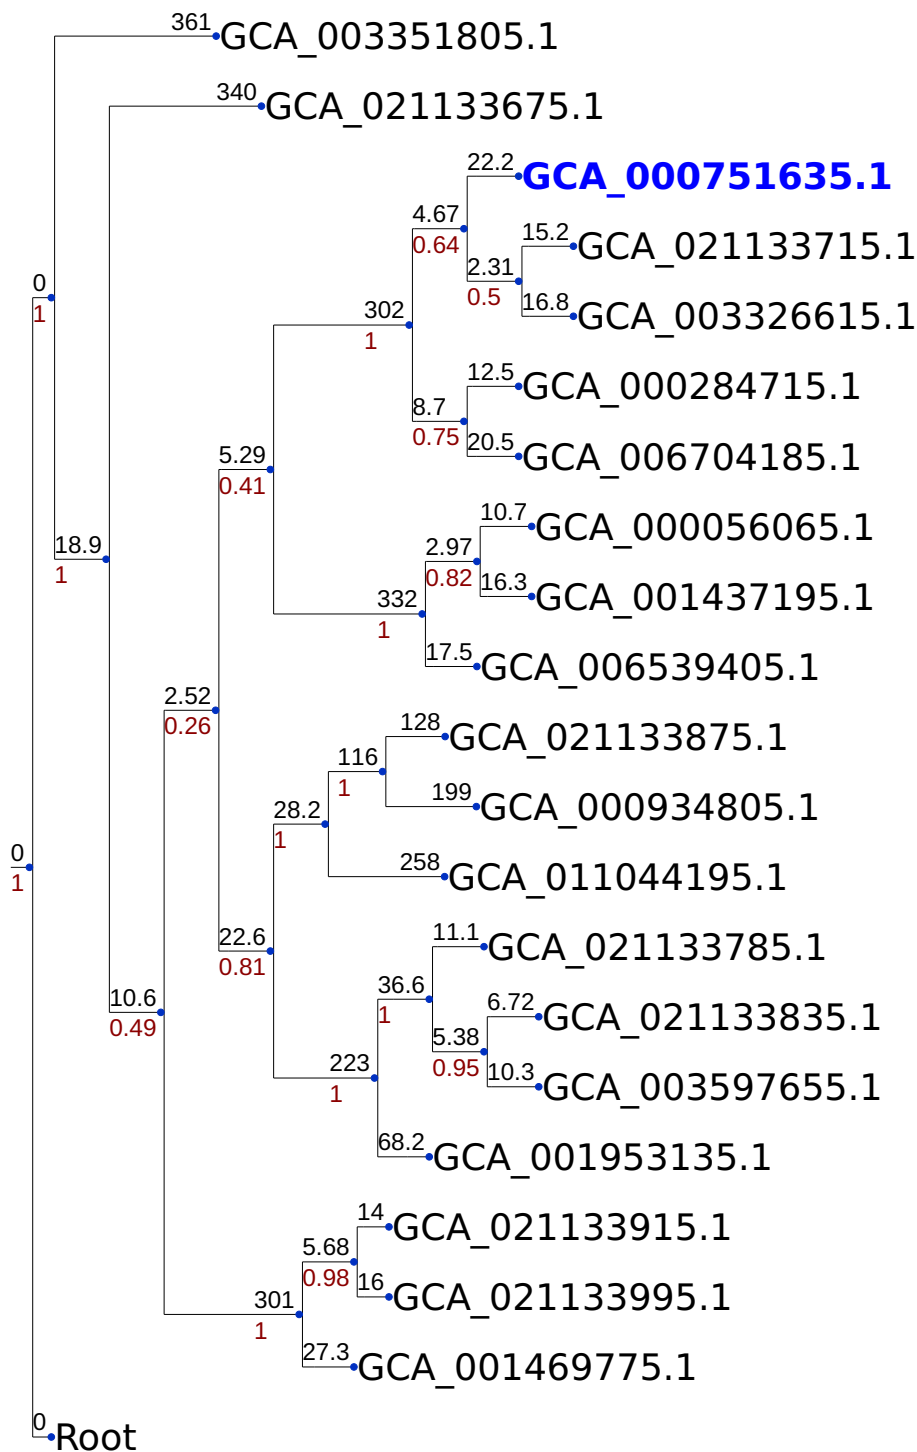 361 GCA_003351805.1
340 GCA_021133675.1
22.2 GCA_000751635.1
4.67
0.64
15.2 GCA_021133715.1
2.31
0.5
16.8 GCA_003326615.1
0
1
302
1
12.5 GCA_000284715.1
8.7
0.75
20.5 GCA_006704185.1
5.29
0.41
10.7 GCA_000056065.1
2.97
0.82
18.9
1
16.3 GCA_001437195.1
332
1
17.5 GCA_006539405.1
2.52
0.26
128 GCA_021133875.1
116
1
199 GCA_000934805.1
28.2
1
0
1
258 GCA_011044195.1
22.6
0.81
11.1 GCA_021133785.1
36.6
1
10.6
0.49
6.72 GCA_021133835.1
5.38
0.95
223
1
10.3 GCA_003597655.1
68.2 GCA_001953135.1
14 GCA_021133915.1
5.68
0.98
16 GCA_021133995.1
301
1
27.3 GCA_001469775.1
0 Root